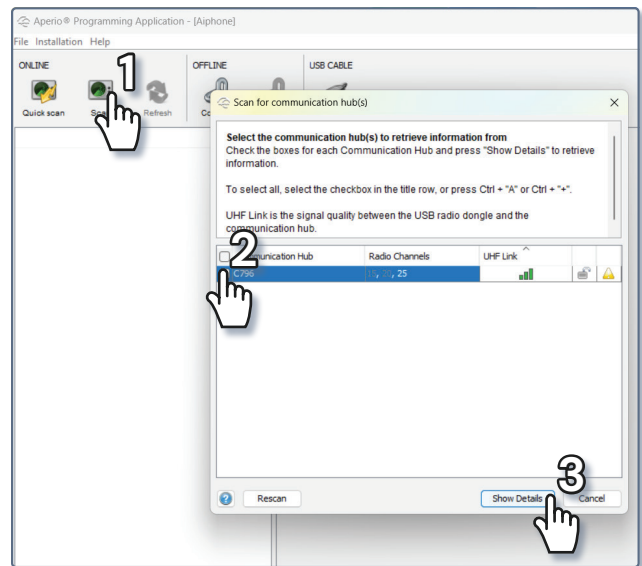 Aperio® Programming Application - [Aiphone]
File Installation Help
ONLINE OFFLINE USB CABLE
1
Quick scan Refresh
Scan for communication hub(s)
Select the communication hub(s) to retrieve information from
Check the boxes for each Communication Hub and press "Show Details" to retrieve
information.
To select all, select the checkbox in the title row, or press Ctrl + "A" or Ctrl + "+".
UHF Link is the signal quality between the USB radio dongle and the
communication hub.
2
Hub Radio Channels UHF Link
C796 25
3
Rescan Show Details Cancel